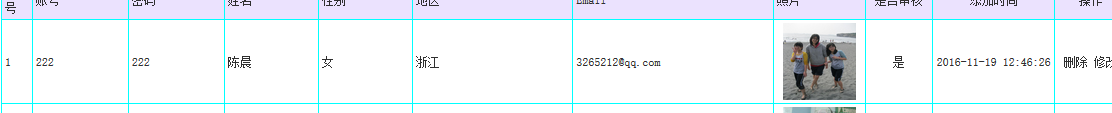 号 账号 密码 姓名 性别 地区 Email 照片 是否审核 添加时间 操作
1 222 222 陈晨 女 浙江 3265212@qq.com 是 2016-11-19 12:46:26 删除 修改